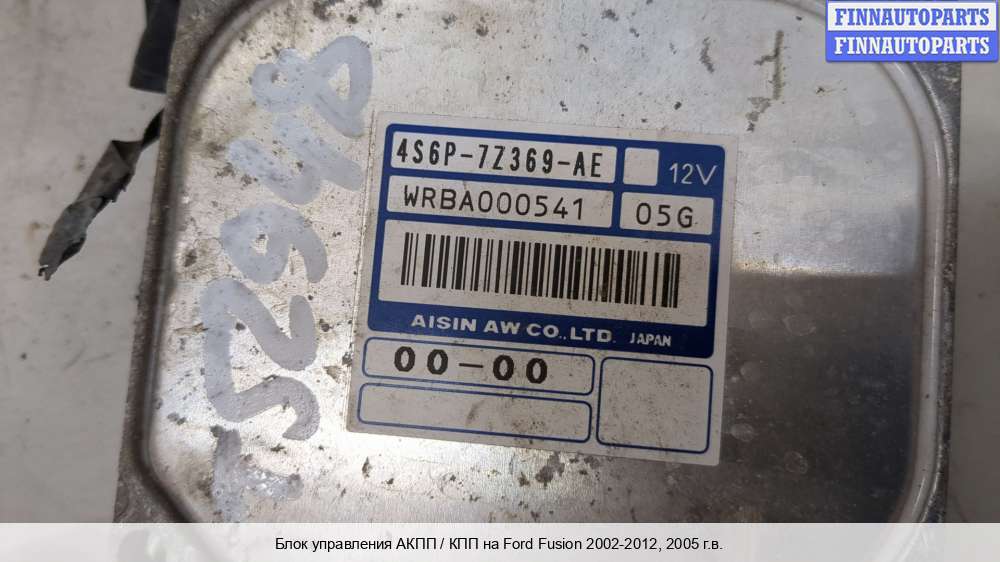 FINNAUTOPARTS
FINNAUTOPARTS
4S6P-7Z369-AE 12V
WRBA000541 05G
AISIN AW CO.,LTD. JAPAN
00-00
Блок управления АКПП / КПП на Ford Fusion 2002-2012, 2005 г.в.